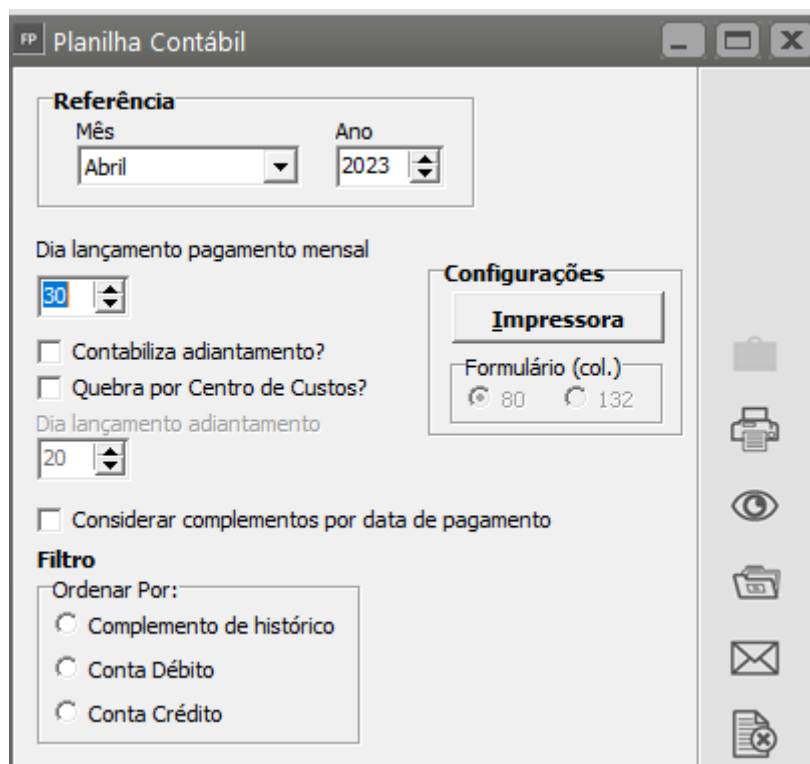 FP Planilha Contábil
Referência
Mês Ano
Abril 2023
Dia lançamento pagamento mensal
30
Configurações
Impressora
Formulário (col.)
80 132
Contabiliza adiantamento?
Quebra por Centro de Custos?
Dia lançamento adiantamento
20
Considerar complementos por data de pagamento
Filtro
Ordenar Por:
Complemento de histórico
Conta Débito
Conta Crédito